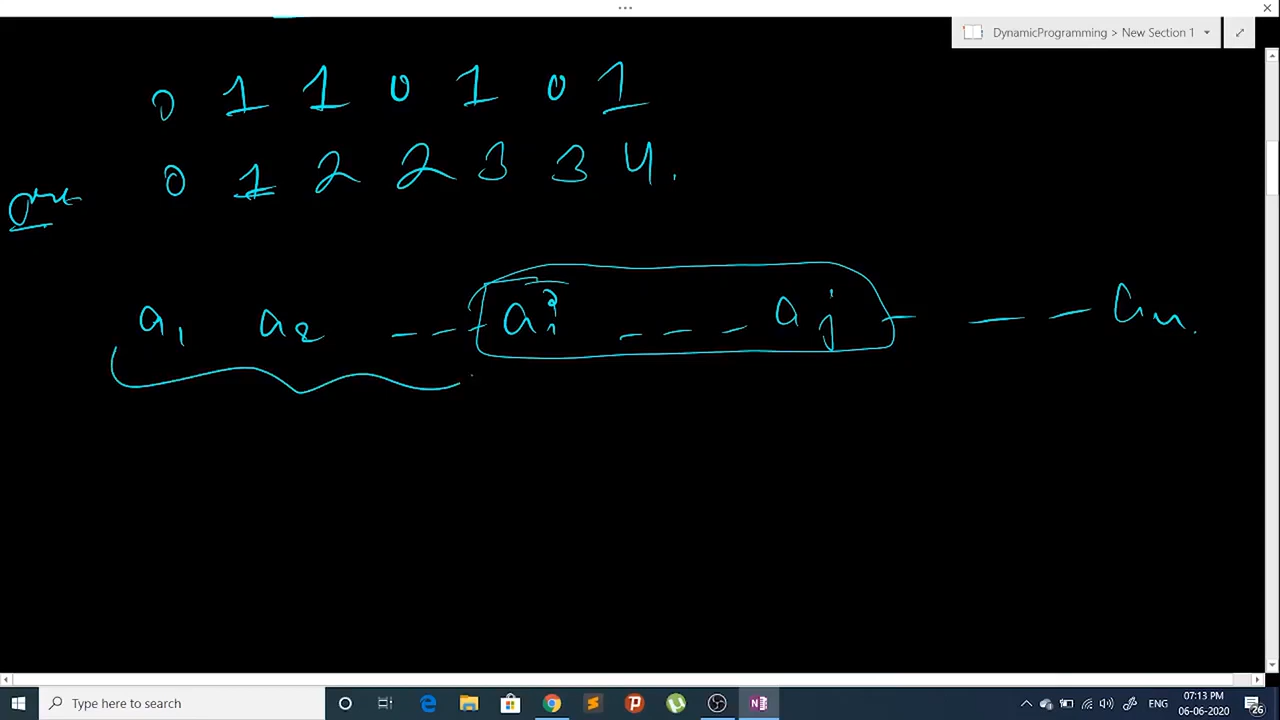 DynamicProgramming > New Section 1
0 1 1 0 1 0 1
0 1 2 2 3 3 4.
a1 a2 --- ai --- aj - -- an.
Type here to search
ENG
07:13 PM
06-06-2020
26